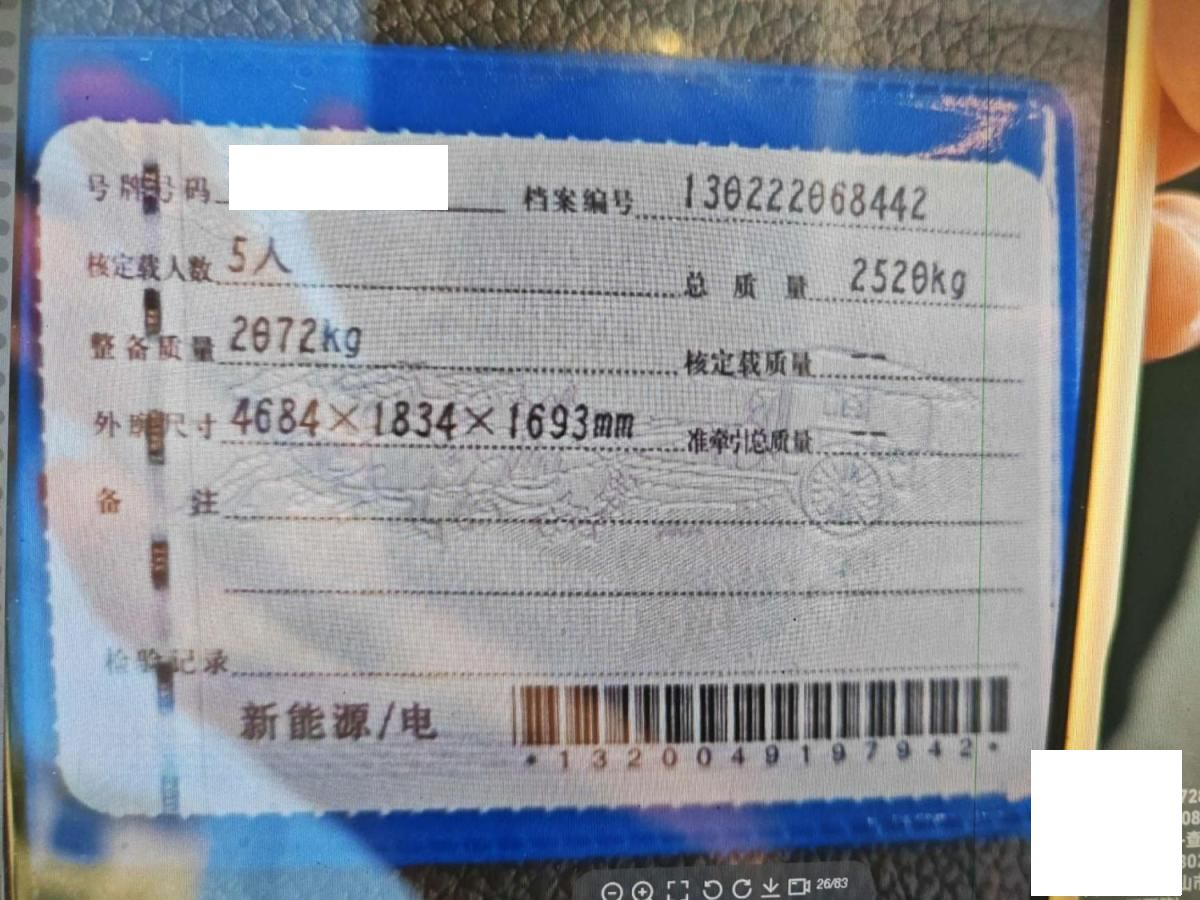 号牌号码 档案编号 130222068442
核定载人数 5人 总质量 2520kg
整备质量 2072kg 核定载质量 --
外廓尺寸 4684×1834×1693mm 准牵引总质量 --
备注
检验记录
新能源/电
*1320049197942*
26/83